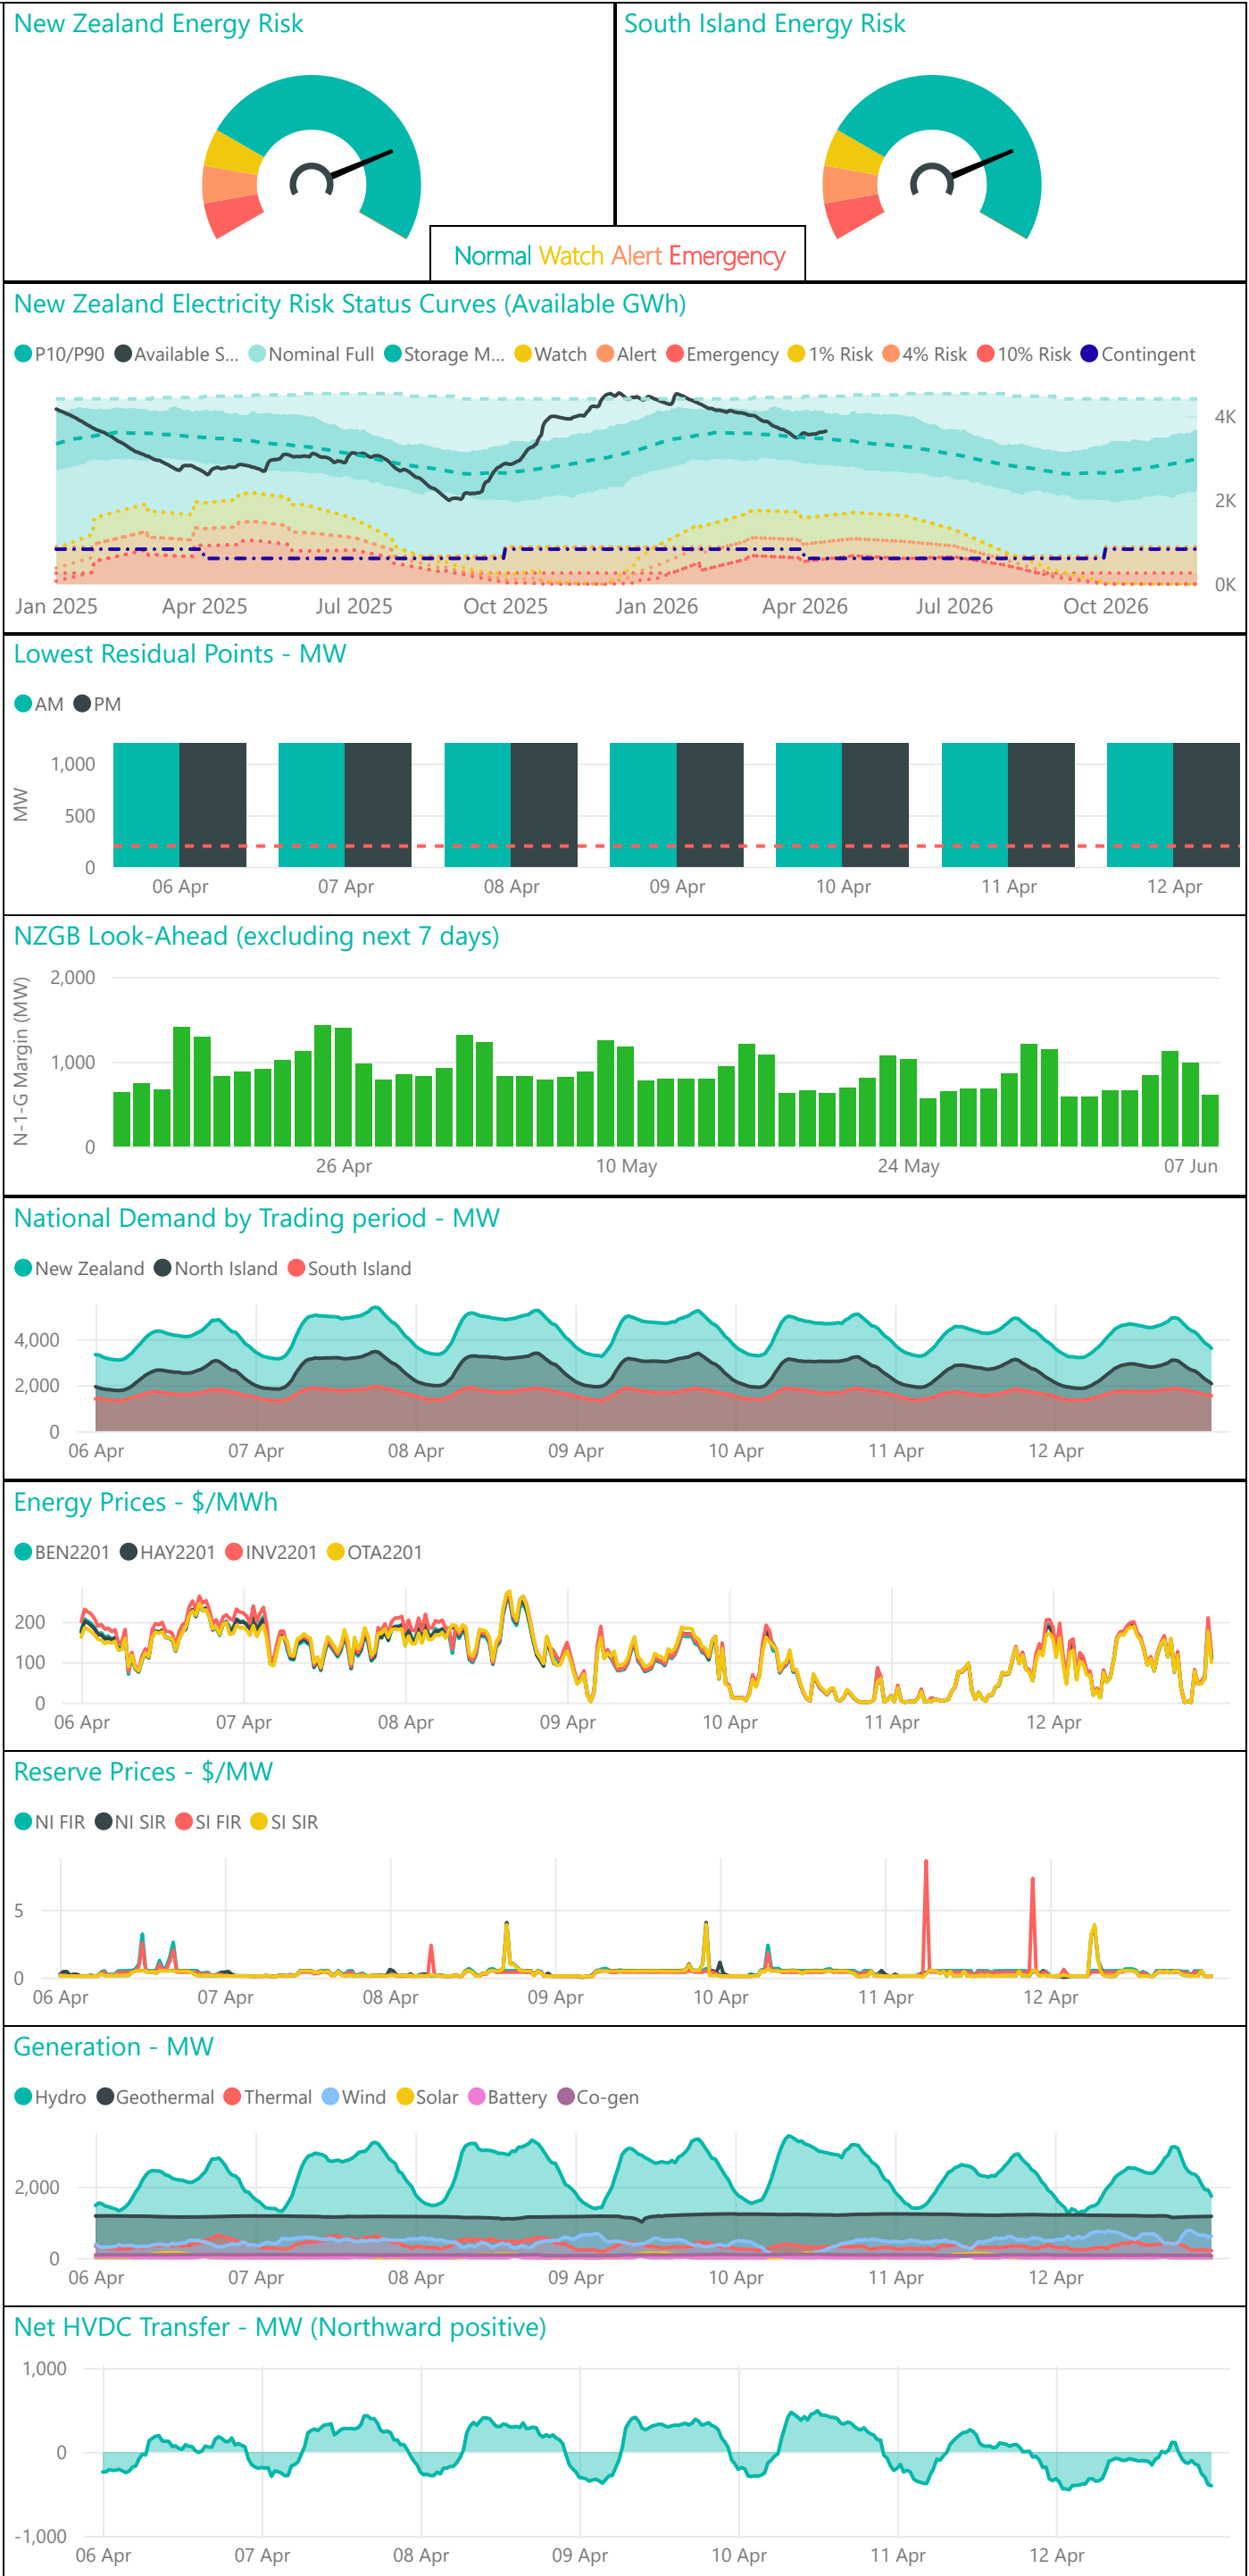 New Zealand Energy Risk
South Island Energy Risk
Normal Watch Alert Emergency
New Zealand Electricity Risk Status Curves (Available GWh)
P10/P90 Available S... Nominal Full Storage M... Watch Alert Emergency 1% Risk 4% Risk 10% Risk Contingent
4K
2K
0K
Jan 2025 Apr 2025 Jul 2025 Oct 2025 Jan 2026 Apr 2026 Jul 2026 Oct 2026
Lowest Residual Points - MW
AM PM
MW
1,000
500
0
06 Apr 07 Apr 08 Apr 09 Apr 10 Apr 11 Apr 12 Apr
NZGB Look-Ahead (excluding next 7 days)
N-1-G Margin (MW)
2,000
1,000
0
26 Apr 10 May 24 May 07 Jun
National Demand by Trading period - MW
New Zealand North Island South Island
4,000
2,000
0
06 Apr 07 Apr 08 Apr 09 Apr 10 Apr 11 Apr 12 Apr
Energy Prices - $/MWh
BEN2201 HAY2201 INV2201 OTA2201
200
100
0
06 Apr 07 Apr 08 Apr 09 Apr 10 Apr 11 Apr 12 Apr
Reserve Prices - $/MW
NI FIR NI SIR SI FIR SI SIR
5
0
06 Apr 07 Apr 08 Apr 09 Apr 10 Apr 11 Apr 12 Apr
Generation - MW
Hydro Geothermal Thermal Wind Solar Battery Co-gen
2,000
0
06 Apr 07 Apr 08 Apr 09 Apr 10 Apr 11 Apr 12 Apr
Net HVDC Transfer - MW (Northward positive)
1,000
0
-1,000
06 Apr 07 Apr 08 Apr 09 Apr 10 Apr 11 Apr 12 Apr